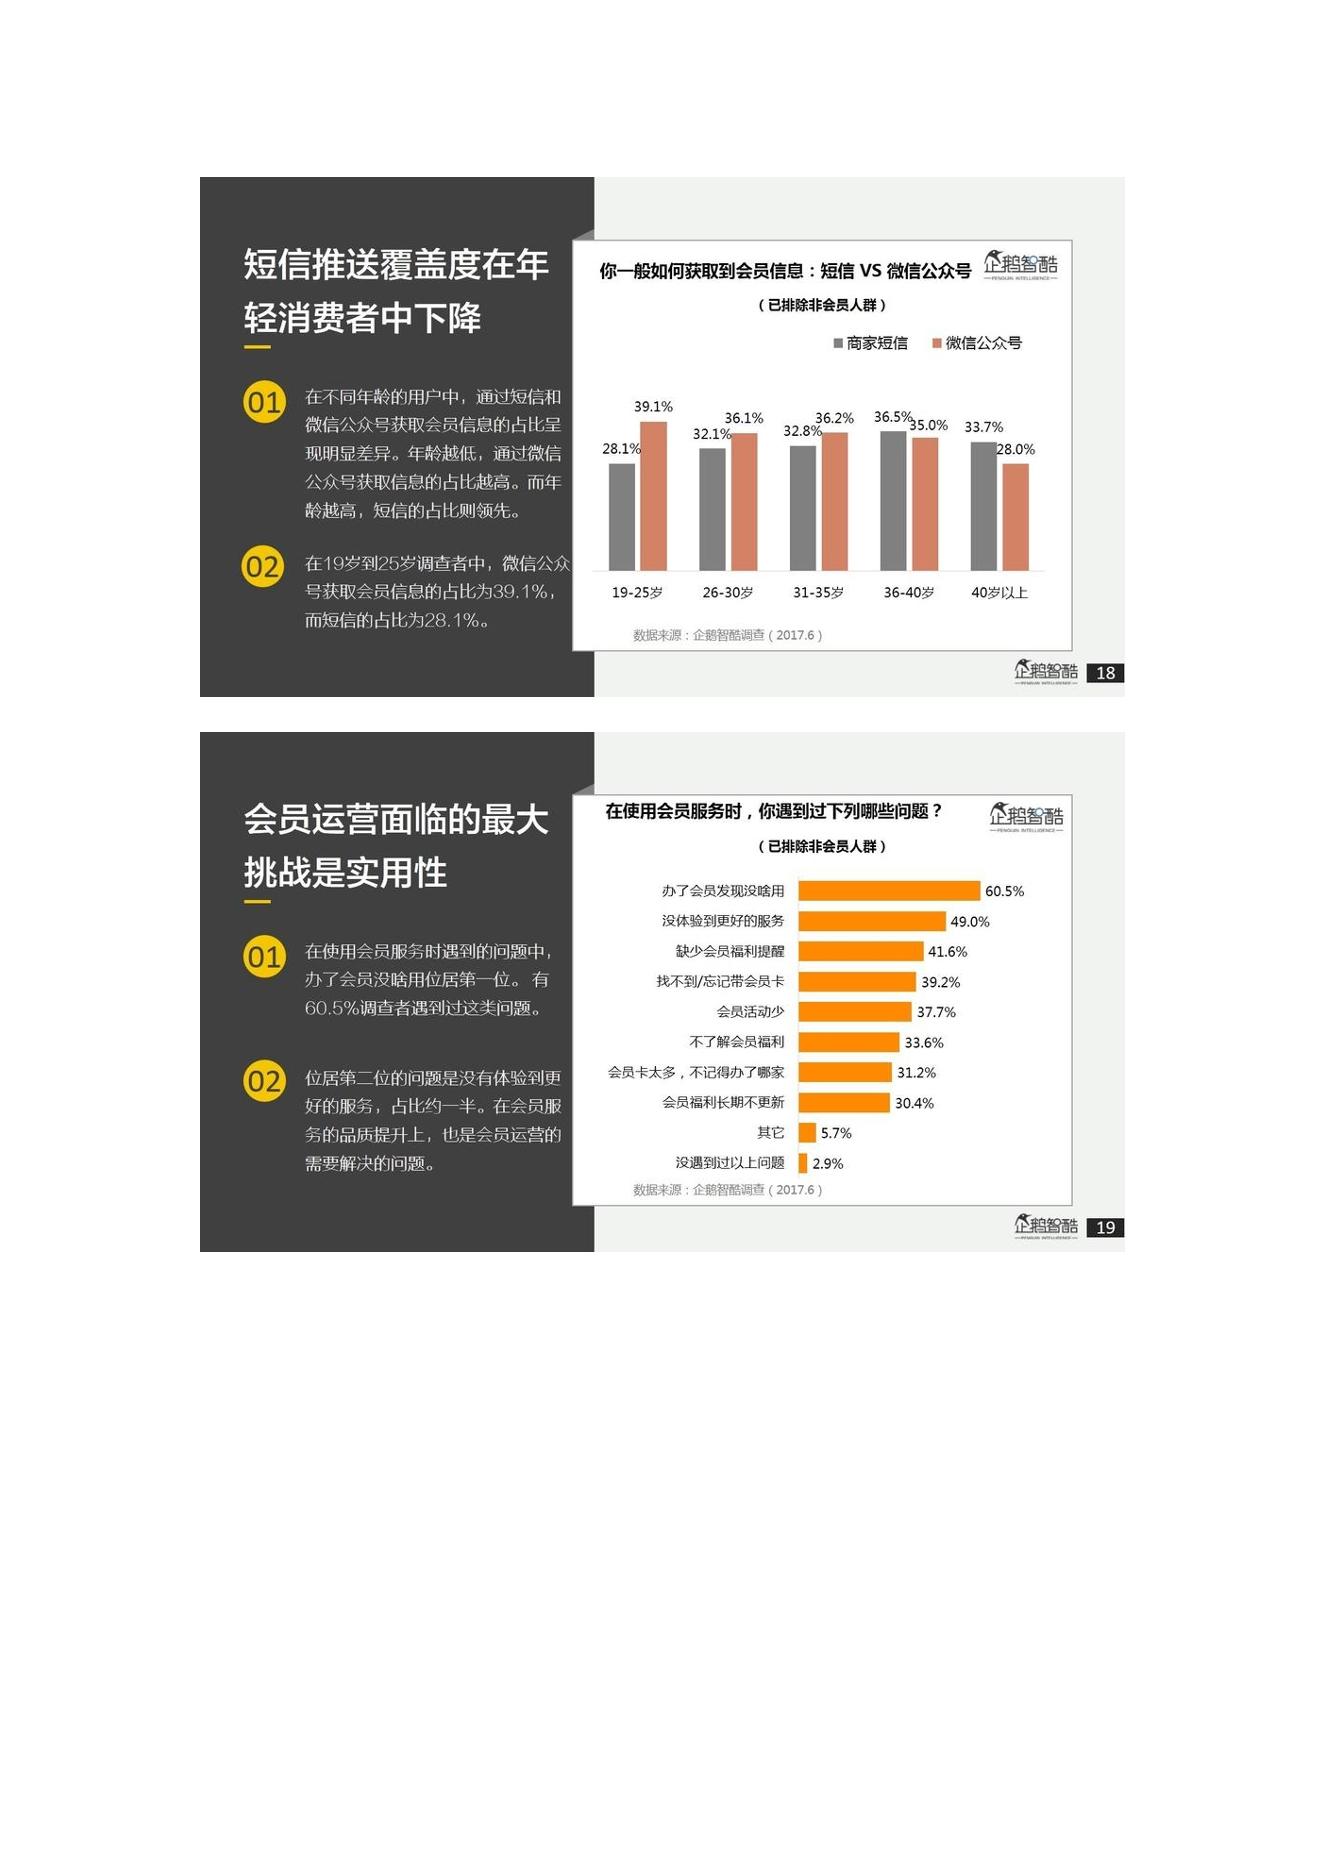 短信推送覆盖度在年
轻消费者中下降
01
在不同年龄的用户中，通过短信和
微信公众号获取会员信息的占比呈
现明显差异。年龄越低，通过微信
公众号获取信息的占比越高。而年
龄越高，短信的占比则领先。
02
在19岁到25岁调查者中，微信公众
号获取会员信息的占比为39.1%，
而短信的占比为28.1%。
你一般如何获取到会员信息：短信 VS 微信公众号
企鹅智酷
PENGUIN INTELLIGENCE
（已排除非会员人群）
商家短信 微信公众号
28.1% 39.1% 32.1% 36.1% 32.8% 36.2% 36.5% 35.0% 33.7% 28.0%
19-25岁 26-30岁 31-35岁 36-40岁 40岁以上
数据来源：企鹅智酷调查（2017.6）
企鹅智酷
PENGUIN INTELLIGENCE
18
会员运营面临的最大
挑战是实用性
01
在使用会员服务时遇到的问题中，
办了会员没啥用位居第一位。 有
60.5%调查者遇到过这类问题。
02
位居第二位的问题是没有体验到更
好的服务，占比约一半。在会员服
务的品质提升上，也是会员运营的
需要解决的问题。
在使用会员服务时，你遇到过下列哪些问题？
企鹅智酷
PENGUIN INTELLIGENCE
（已排除非会员人群）
办了会员发现没啥用 60.5%
没体验到更好的服务 49.0%
缺少会员福利提醒 41.6%
找不到/忘记带会员卡 39.2%
会员活动少 37.7%
不了解会员福利 33.6%
会员卡太多，不记得办了哪家 31.2%
会员福利长期不更新 30.4%
其它 5.7%
没遇到过以上问题 2.9%
数据来源：企鹅智酷调查（2017.6）
企鹅智酷
PENGUIN INTELLIGENCE
19